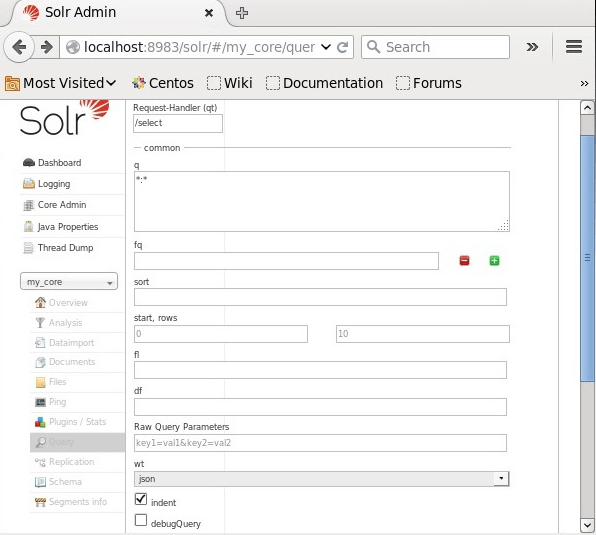 Solr Admin
localhost:8983/solr/#/my_core/quer
Search
Most Visited
Centos
Wiki
Documentation
Forums
Solr
Dashboard
Logging
Core Admin
Java Properties
Thread Dump
my_core
Overview
Analysis
Dataimport
Documents
Files
Ping
Plugins / Stats
Query
Replication
Schema
Segments info
Request-Handler (qt)
/select
common
q
*:*
fq
sort
start, rows
0
10
fl
df
Raw Query Parameters
key1=val1&key2=val2
wt
json
indent
debugQuery